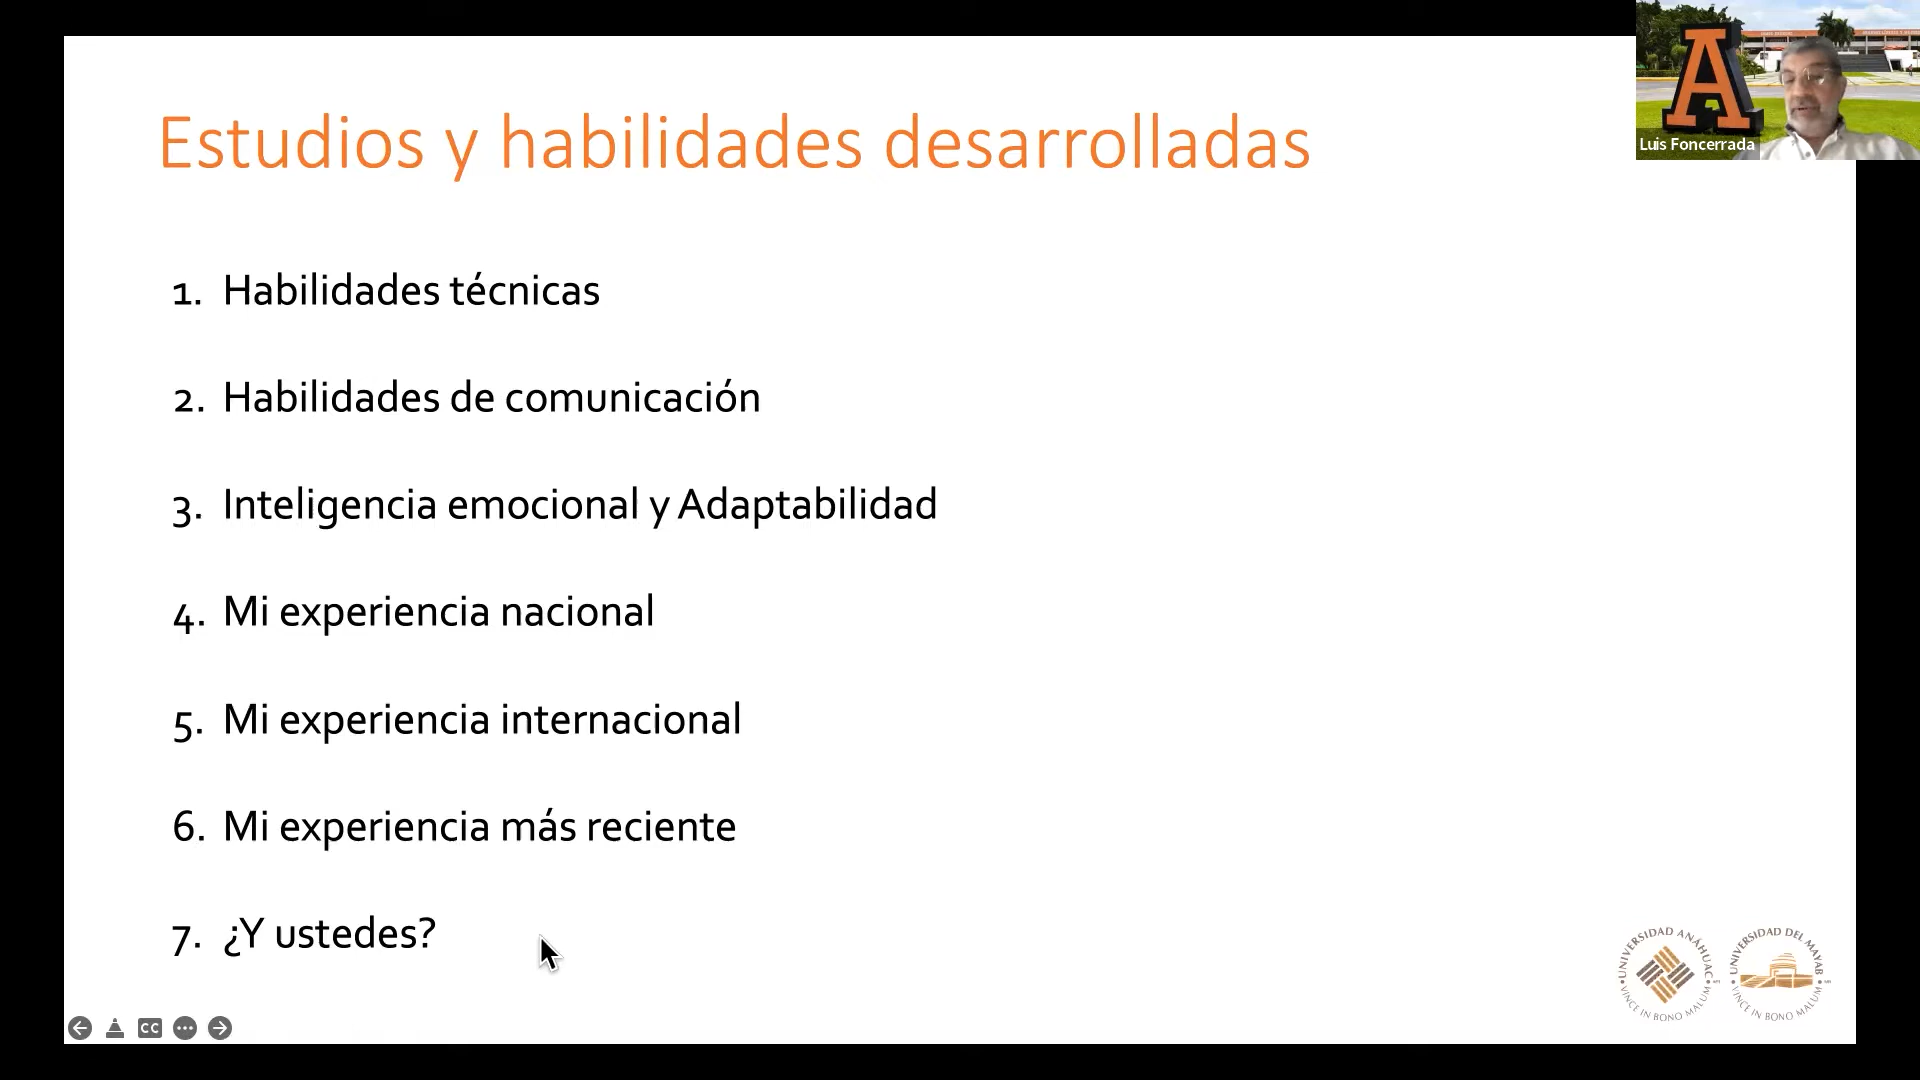 Estudios y habilidades desarrolladas
A
Luis Foncerrada
1. Habilidades técnicas
2. Habilidades de comunicación
3. Inteligencia emocional y Adaptabilidad
4. Mi experiencia nacional
5. Mi experiencia internacional
6. Mi experiencia más reciente
7. ¿Y ustedes?
UNIVERSIDAD ANÁHUAC
VINCE IN BONO MALUM
UNIVERSIDAD DEL MAYAB
VINCE IN BONO MALUM
CC